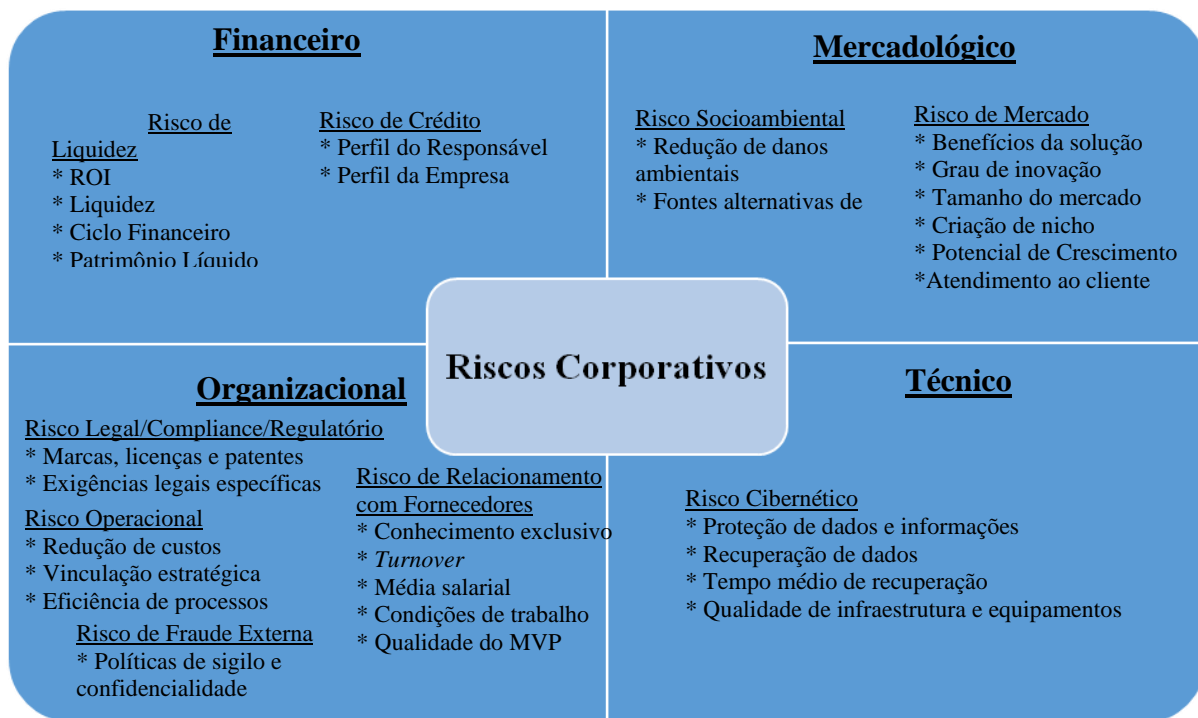 Financeiro
Risco de
Liquidez
* ROI
* Liquidez
* Ciclo Financeiro
* Patrimônio Líquido
Risco de Crédito
* Perfil do Responsável
* Perfil da Empresa
Mercadológico
Risco Socioambiental
* Redução de danos
ambientais
* Fontes alternativas de
Risco de Mercado
* Benefícios da solução
* Grau de inovação
* Tamanho do mercado
* Criação de nicho
* Potencial de Crescimento
*Atendimento ao cliente
Riscos Corporativos
Organizacional
Risco Legal/Compliance/Regulatório
* Marcas, licenças e patentes
* Exigências legais específicas
Risco Operacional
* Redução de custos
* Vinculação estratégica
* Eficiência de processos
Risco de Fraude Externa
* Políticas de sigilo e
confidencialidade
Risco de Relacionamento
com Fornecedores
* Conhecimento exclusivo
* Turnover
* Média salarial
* Condições de trabalho
* Qualidade do MVP
Técnico
Risco Cibernético
* Proteção de dados e informações
* Recuperação de dados
* Tempo médio de recuperação
* Qualidade de infraestrutura e equipamentos